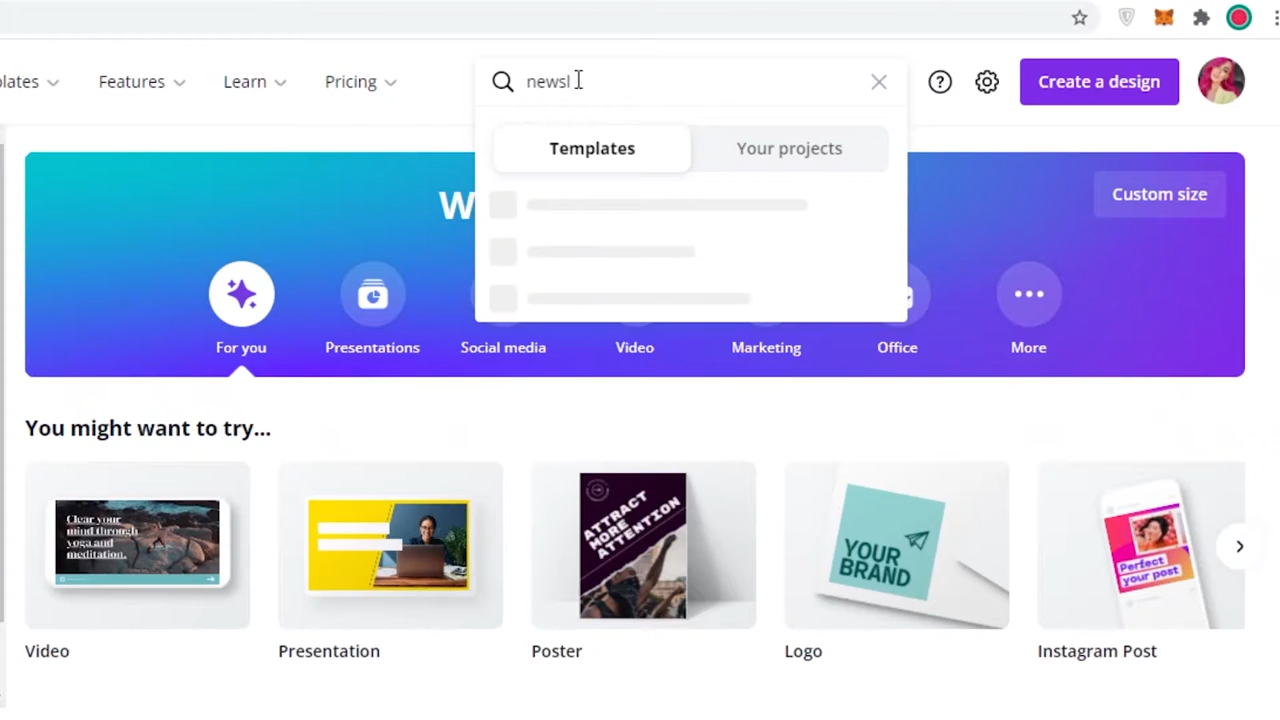 lates
Features
Learn
Pricing
newsl
Create a design
Templates
Your projects
W
Custom size
For you
Presentations
Social media
Video
Marketing
Office
More
You might want to try...
Clear your
mind through
yoga and
meditation.
ATTRACT
MORE
ATTENTION
YOUR
BRAND
Perfect
your post
Video
Presentation
Poster
Logo
Instagram Post